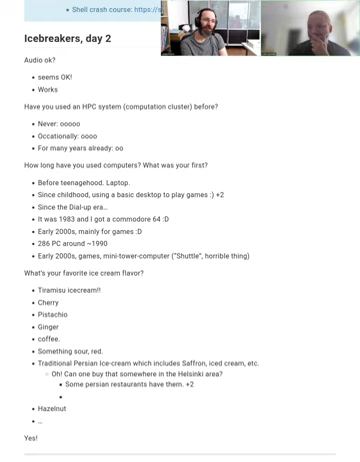 Shell crash course: https://s
Icebreakers, day 2
Audio ok?
seems OK!
Works
Have you used an HPC system (computation cluster) before?
Never: ooooo
Occationally: oooo
For many years already: oo
How long have you used computers? What was your first?
Before teenagehood. Laptop.
Since childhood, using a basic desktop to play games :) +2
Since the Dial-up era...
It was 1983 and I got a commodore 64 :D
Early 2000s, mainly for games :D
286 PC around ~1990
Early 2000s, games, mini-tower-computer ("Shuttle", horrible thing)
What's your favorite ice cream flavor?
Tiramisu icecream!!
Cherry
Pistachio
Ginger
coffee.
Something sour, red.
Traditional Persian Ice-cream which includes Saffron, iced cream, etc.
Oh! Can one buy that somewhere in the Helsinki area?
Some persian restaurants have them. +2
Hazelnut
...
Yes!